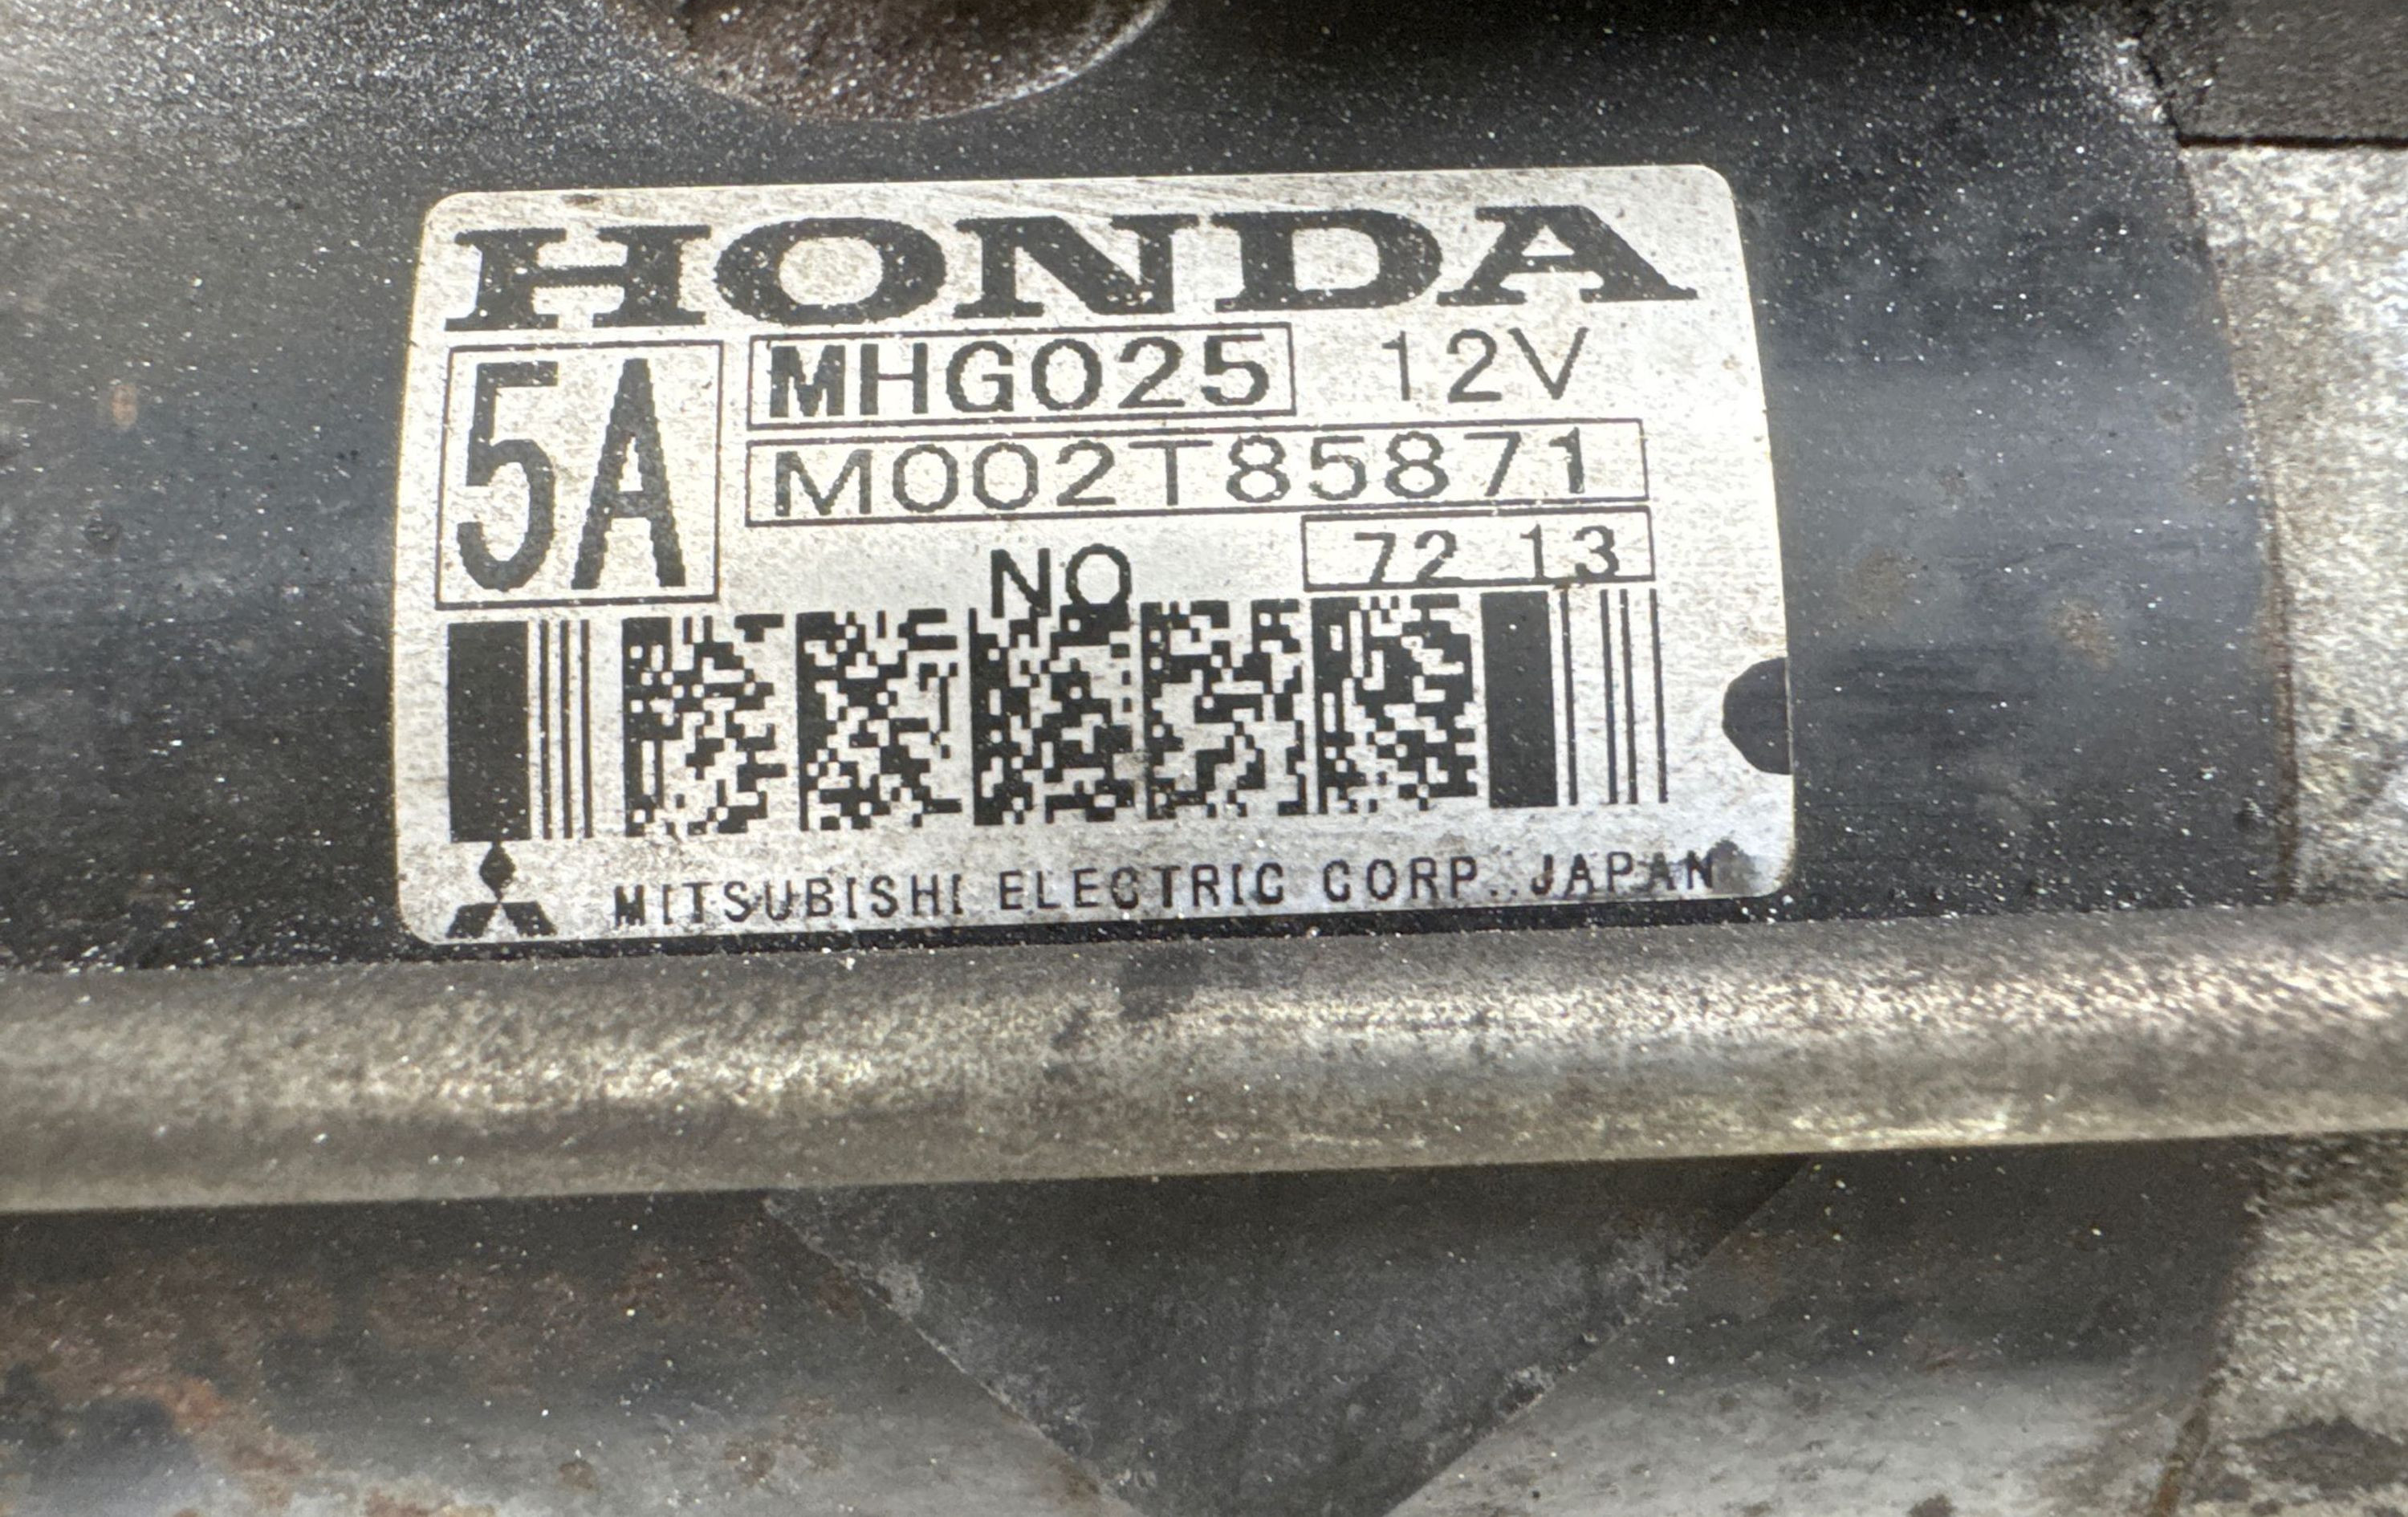 HONDA
5A
MHG025 12V
M002T85871
NO 72 13
MITSUBISHI ELECTRIC CORP. JAPAN